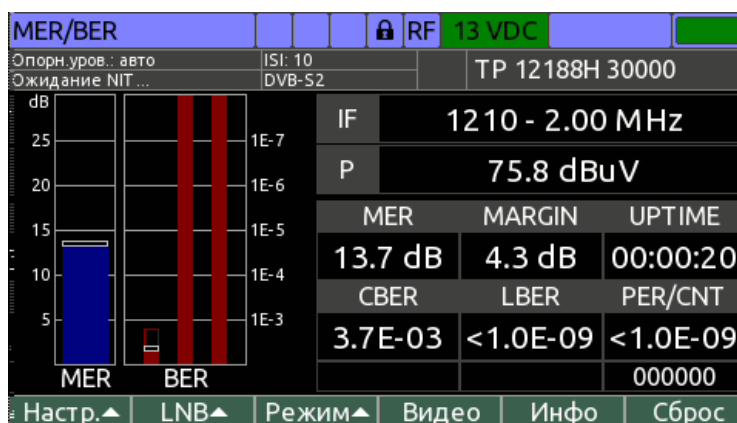 MER/BER RF 13 VDC
Опорн.уров.: авто ISI: 10
Ожидание NIT ... DVB-S2
TP 12188H 30000
dB
25
20
15
10
5
1E-7
1E-6
1E-5
1E-4
1E-3
MER BER
IF 1210 - 2.00 MHz
P 75.8 dBuV
MER MARGIN UPTIME
13.7 dB 4.3 dB 00:00:20
CBER LBER PER/CNT
3.7E-03 <1.0E-09 <1.0E-09
000000
Настр. LNB Режим Видео Инфо Сброс